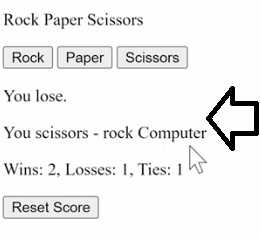 Rock Paper Scissors
Rock Paper Scissors
You lose.
You scissors - rock Computer
Wins: 2, Losses: 1, Ties: 1
Reset Score